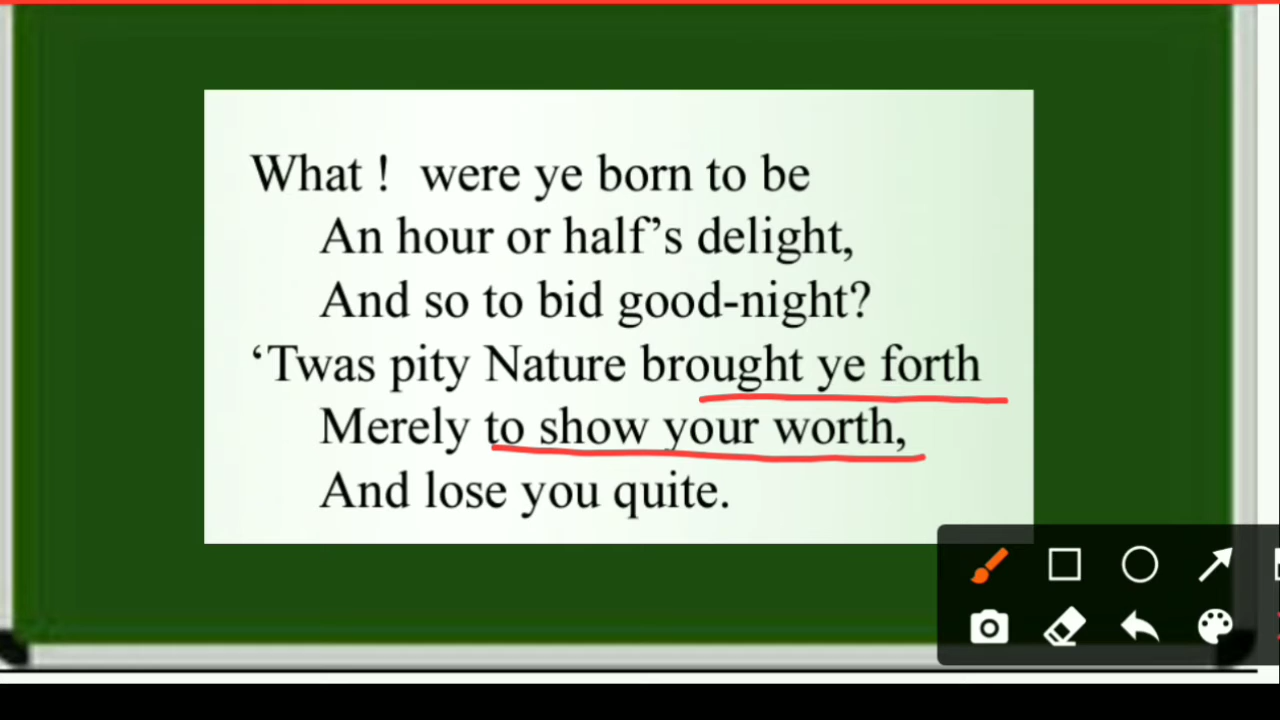 What ! were ye born to be
An hour or half’s delight,
And so to bid good-night?
‘Twas pity Nature brought ye forth
Merely to show your worth,
And lose you quite.